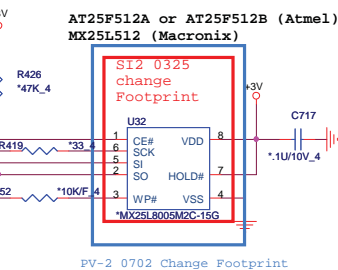 AT25F512A or AT25F512B (Atmel)
MX25L512 (Macronix)
SI2 0325
change
Footprint
R426
*47K_4
+3V
U32
C717
*.1U/10V_4
R419
*33_4
1 CE# VDD 8
6 SCK
5 SI
2 SO HOLD# 7
52
*10K/F_4
3 WP# VSS 4
*MX25L8005M2C-15G
PV-2 0702 Change Footprint